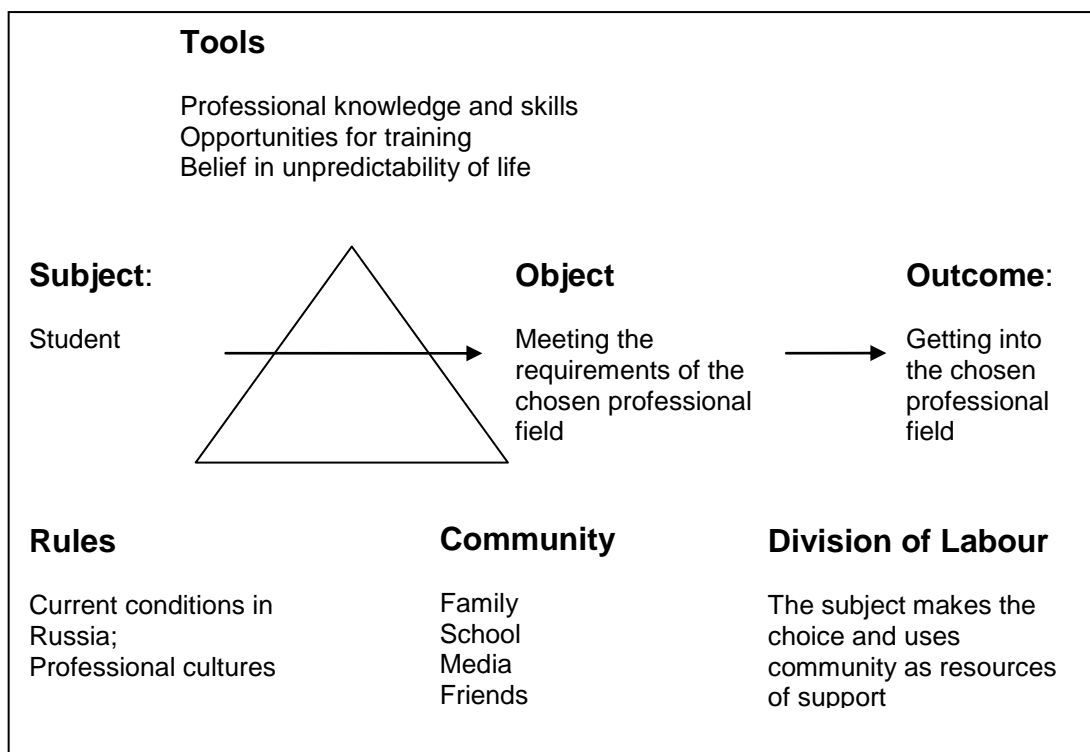 Tools
Professional knowledge and skills
Opportunities for training
Belief in unpredictability of life
Subject:
Student
Object
Meeting the
requirements of the
chosen professional
field
Outcome:
Getting into
the chosen
professional
field
Rules
Current conditions in
Russia;
Professional cultures
Community
Family
School
Media
Friends
Division of Labour
The subject makes the
choice and uses
community as resources
of support